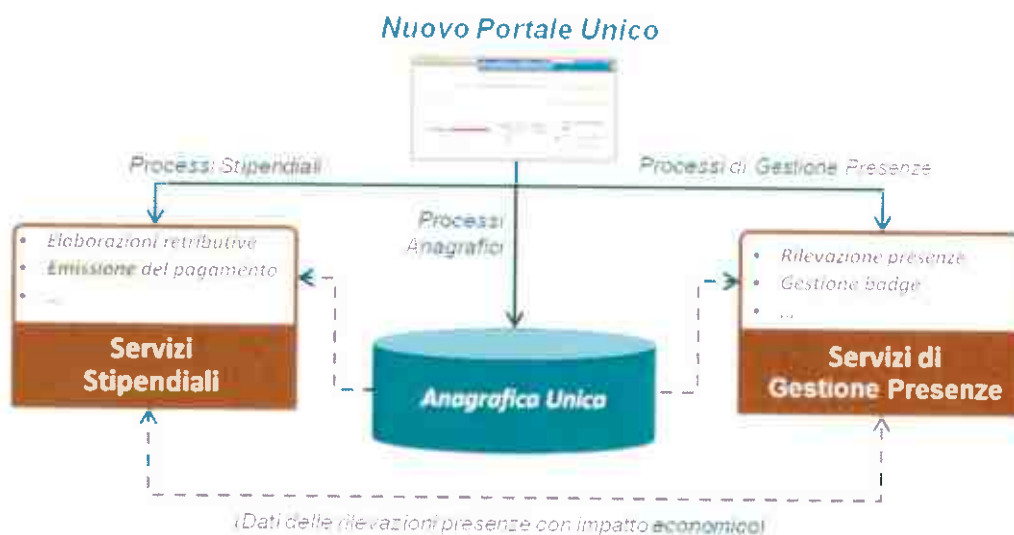 Nuovo Portale Unico
Processi Stipendiali
Processi di Gestione Presenze
Processi
Anagrafici
• Elaborazioni retributive
• Emissione del pagamento
• ...
Servizi
Stipendiali
Anagrafica Unica
• Rilevazione presenze
• Gestione badge
• ...
Servizi di
Gestione Presenze
(Dati delle rilevazioni presenze con impatto economico)